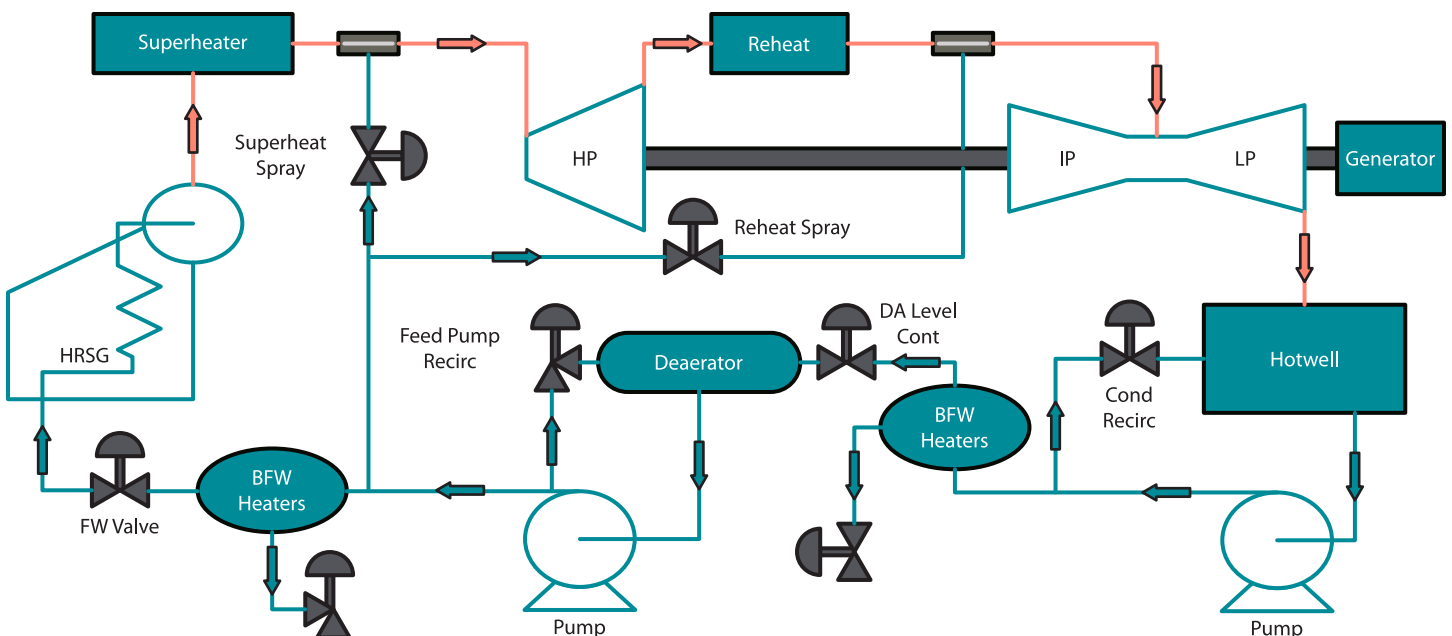 Superheater
Reheat
Superheat
Spray
HP
IP
LP
Generator
Reheat Spray
HRSG
Feed Pump
Recirc
Deaerator
DA Level
Cont
Hotwell
Cond
Recirc
BFW
Heaters
BFW
Heaters
FW Valve
Pump
Pump